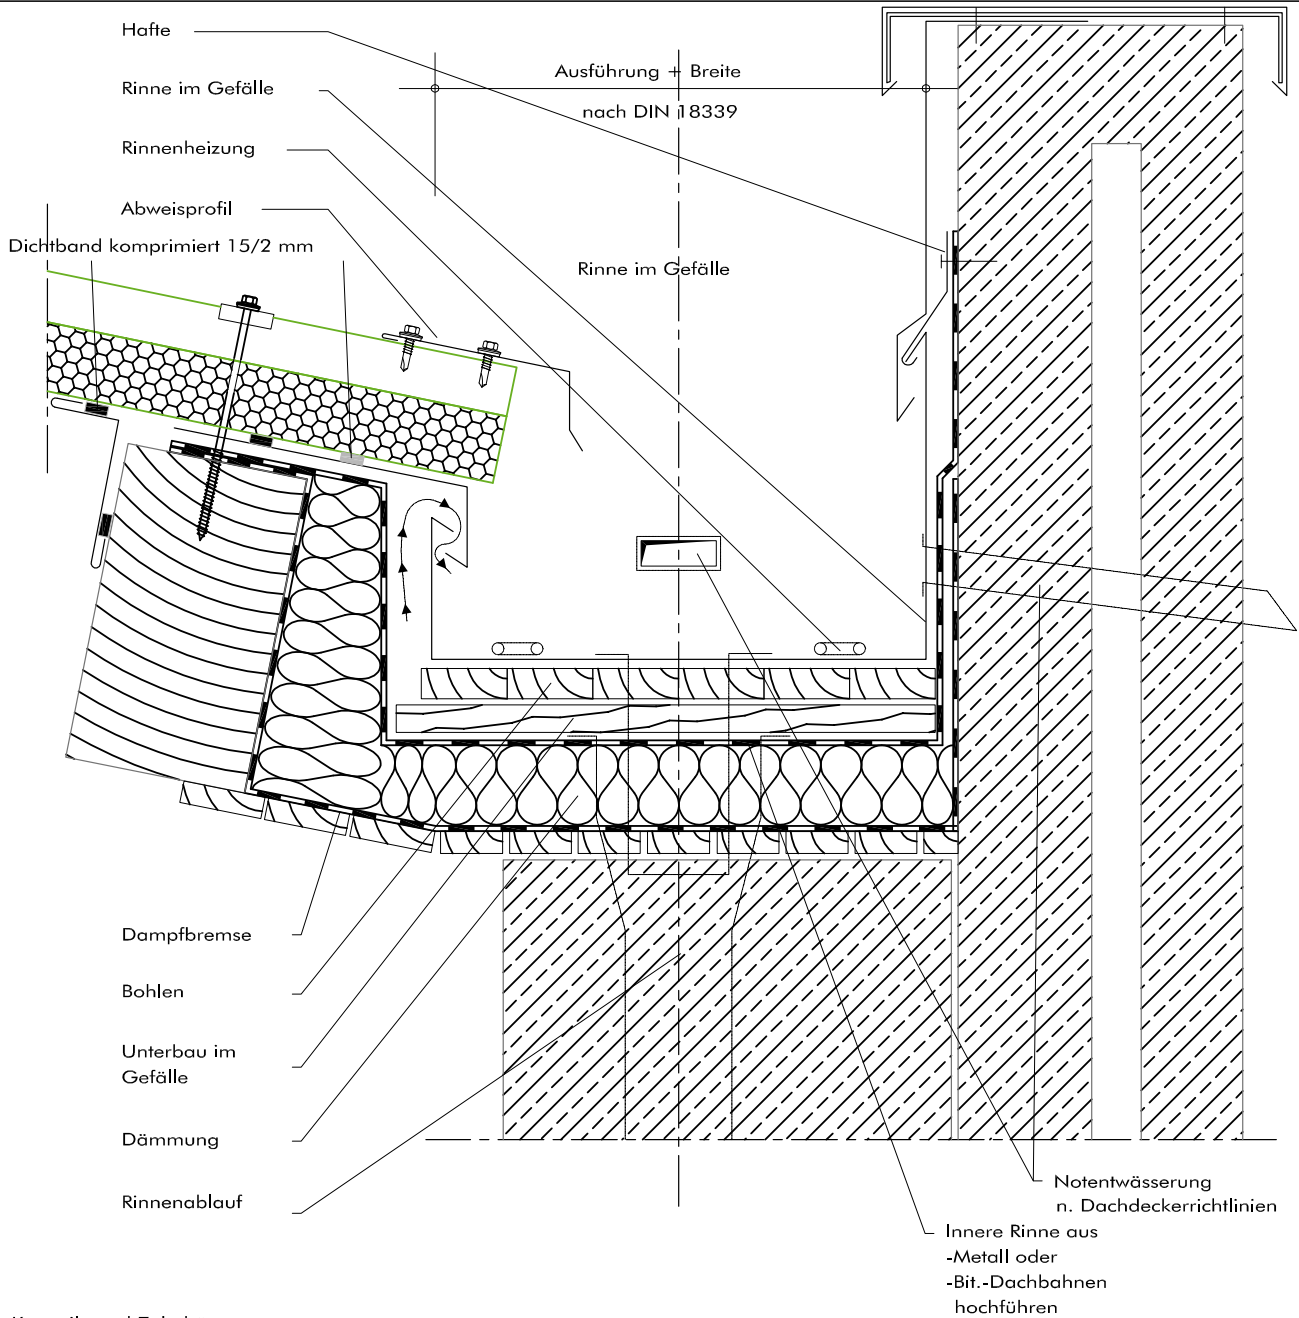 Hafte
Ausführung + Breite
Rinne im Gefälle
nach DIN 18339
Rinnenheizung
Abweisprofil
Dichtband komprimiert 15/2 mm
Rinne im Gefälle
Dampfbremse
Bohlen
Unterbau im
Gefälle
Dämmung
Rinnenablauf
Notentwässerung
n. Dachdeckerrichtlinien
Innere Rinne aus
-Metall oder
-Bit.-Dachbahnen
hochführen